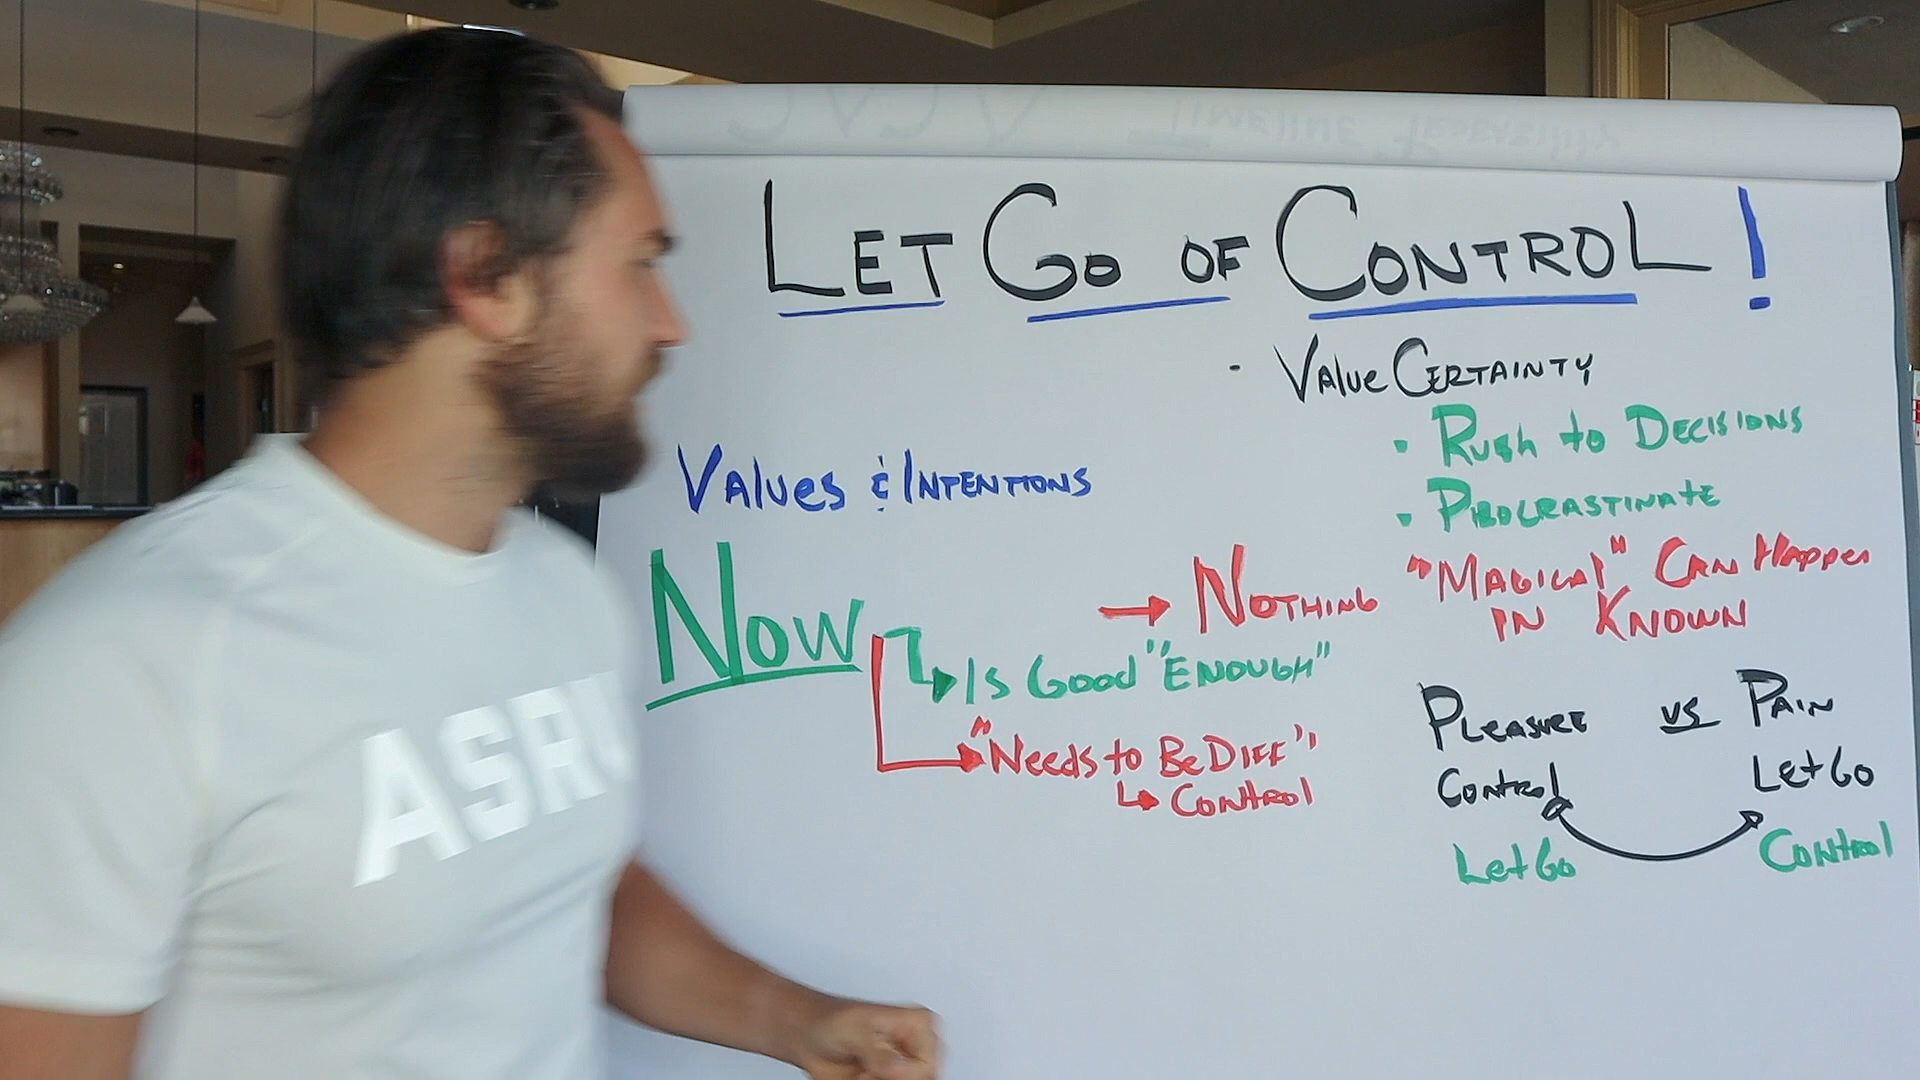 LET GO OF CONTROL!
· VALUE CERTAINTY
· RUSH to DECISIONS
· PROCRASTINATE
VALUES & INTENTIONS
NOW
→ NOTHING "MAGICAL" CAN Happen
IN KNOWN
IS GOOD "ENOUGH"
"Needs to BE DIFF"
CONTROL
PLEASURE VS PAIN
CONTROL LET GO
LET GO CONTROL
ASRV
TIMELINE